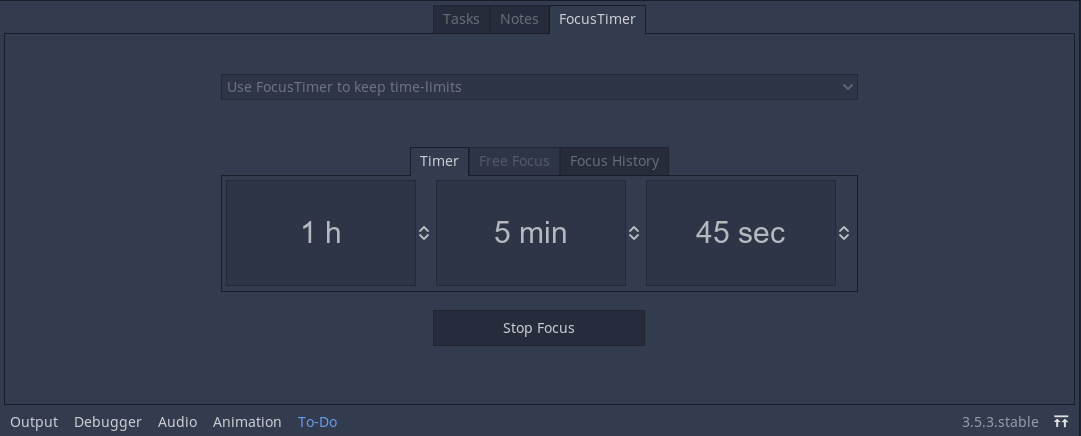 Tasks Notes FocusTimer
Use FocusTimer to keep time-limits
Timer Free Focus Focus History
1 h 5 min 45 sec
Stop Focus
Output Debugger Audio Animation To-Do 3.5.3.stable